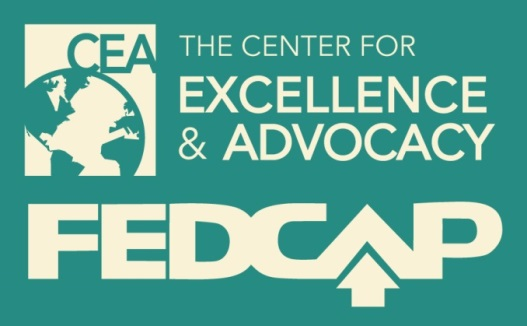 CEA
THE CENTER FOR
EXCELLENCE
& ADVOCACY
FEDCAP